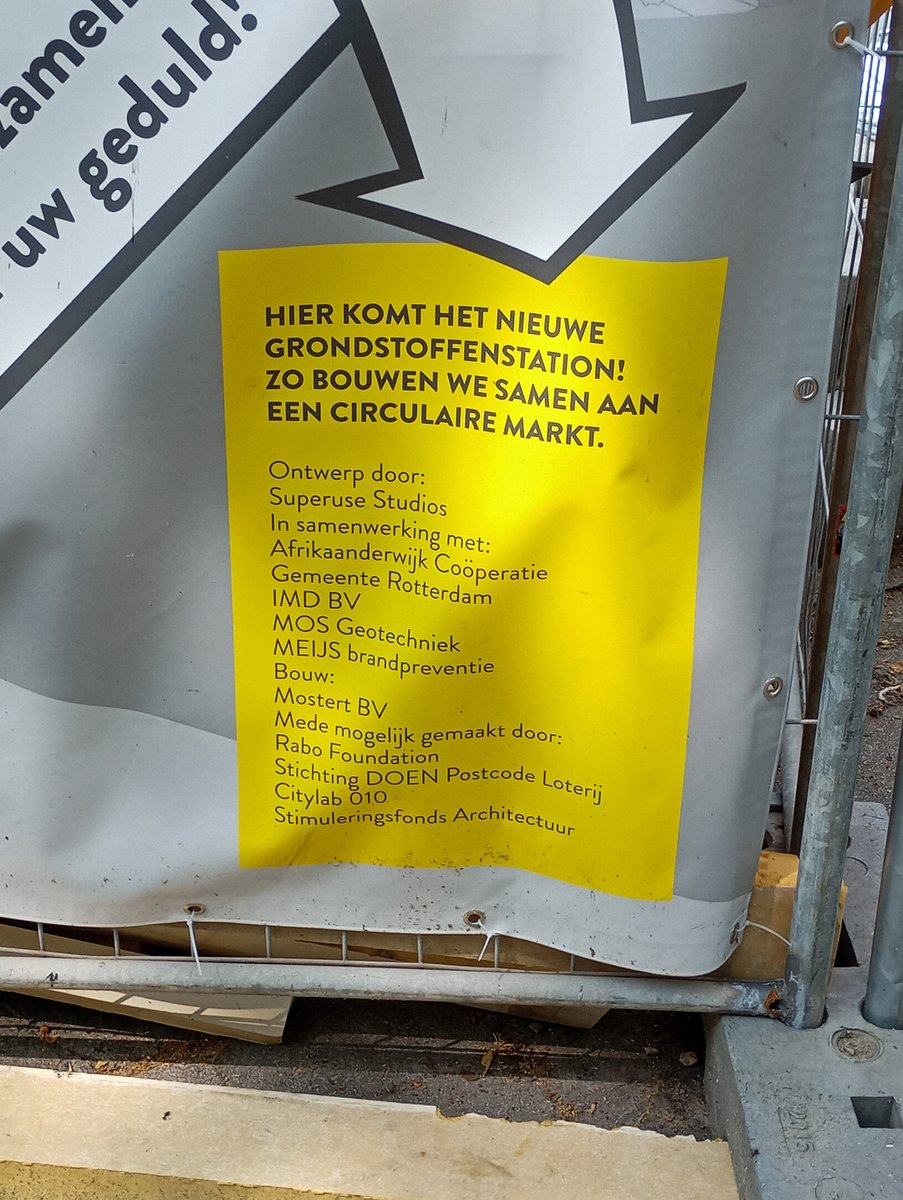 zamen
uw geduld!
HIER KOMT HET NIEUWE
GRONDSTOFFENSTATION!
ZO BOUWEN WE SAMEN AAN
EEN CIRCULAIRE MARKT.
Ontwerp door:
Superuse Studios
In samenwerking met:
Afrikaanderwijk Coöperatie
Gemeente Rotterdam
IMD BV
MOS Geotechniek
MEIJS brandpreventie
Bouw:
Mostert BV
Mede mogelijk gemaakt door:
Rabo Foundation
Stichting DOEN Postcode Loterij
Citylab 010
Stimuleringsfonds Architectuur